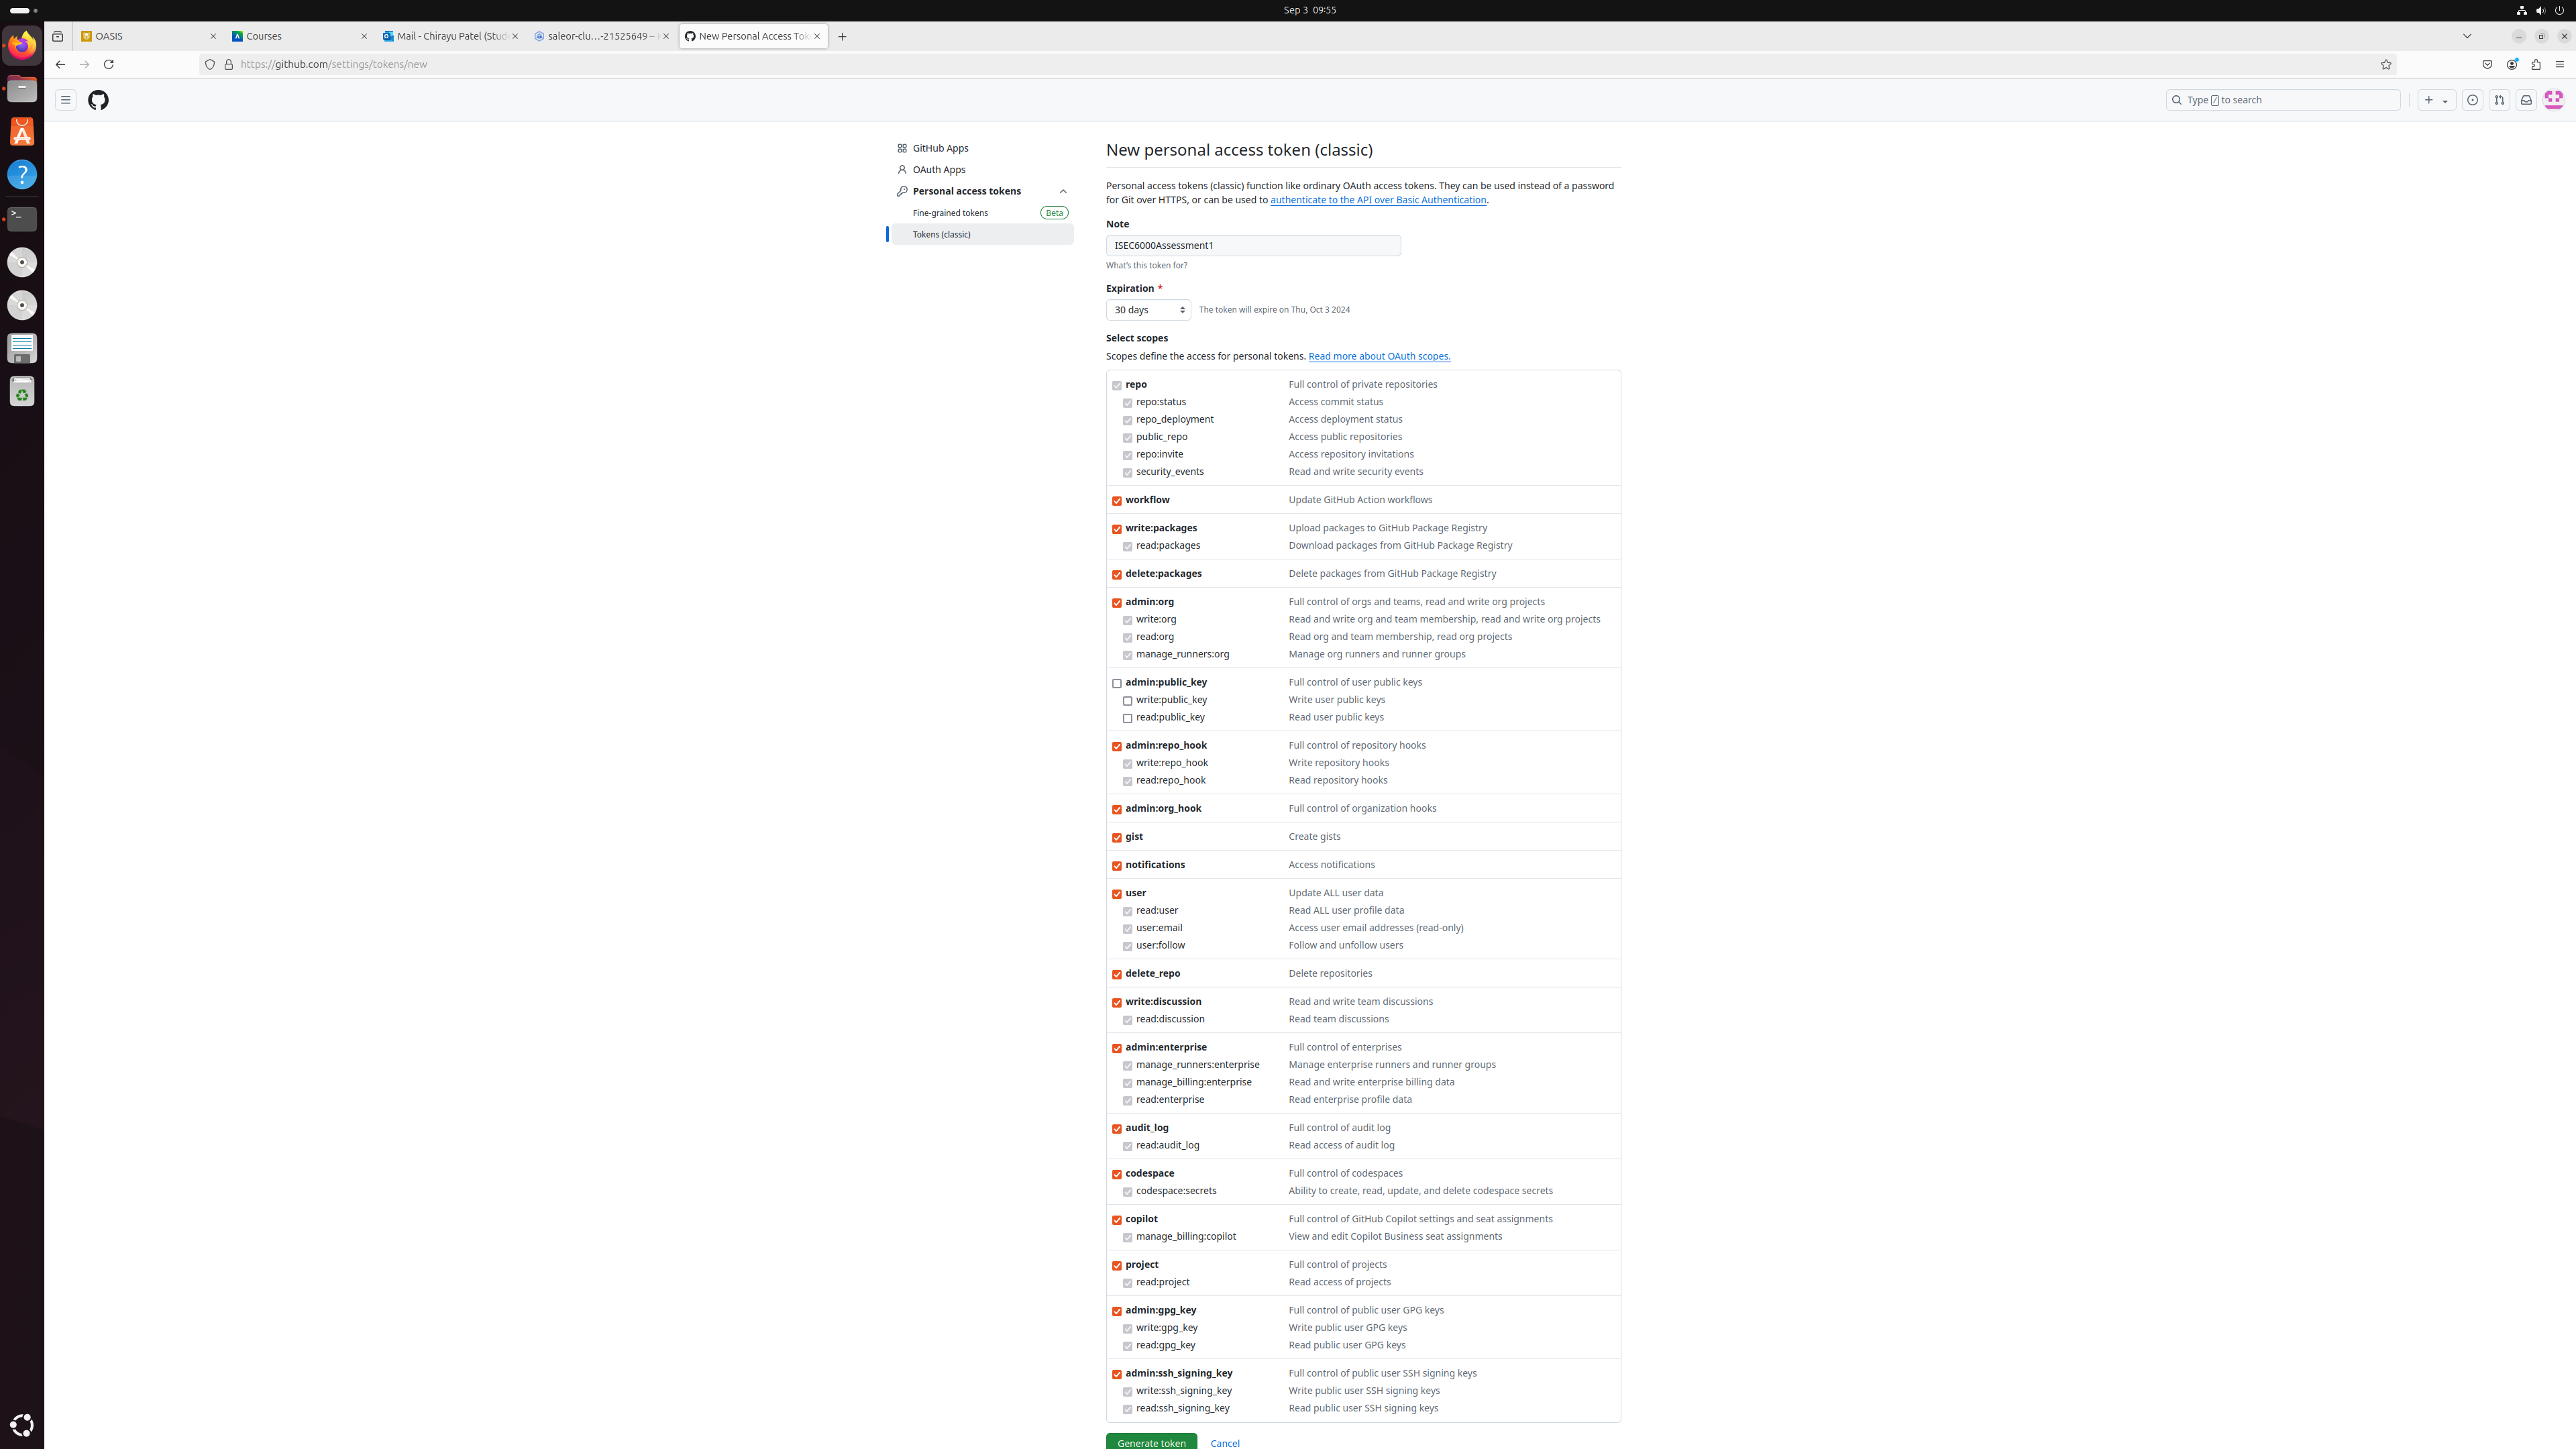 Sep 3 09:55
OASIS
Courses
Mail - Chirayu Patel (Stud
saleor-clu…-21525649 –
New Personal Access Tok
https://github.com/settings/tokens/new
Type / to search
GitHub Apps
OAuth Apps
Personal access tokens
Fine-grained tokens Beta
Tokens (classic)
New personal access token (classic)
Personal access tokens (classic) function like ordinary OAuth access tokens. They can be used instead of a password
for Git over HTTPS, or can be used to authenticate to the API over Basic Authentication.
Note
ISEC6000Assessment1
What's this token for?
Expiration *
30 days The token will expire on Thu, Oct 3 2024
Select scopes
Scopes define the access for personal tokens. Read more about OAuth scopes.
repo Full control of private repositories
repo:status Access commit status
repo_deployment Access deployment status
public_repo Access public repositories
repo:invite Access repository invitations
security_events Read and write security events
workflow Update GitHub Action workflows
write:packages Upload packages to GitHub Package Registry
read:packages Download packages from GitHub Package Registry
delete:packages Delete packages from GitHub Package Registry
admin:org Full control of orgs and teams, read and write org projects
write:org Read and write org and team membership, read and write org projects
read:org Read org and team membership, read org projects
manage_runners:org Manage org runners and runner groups
admin:public_key Full control of user public keys
write:public_key Write user public keys
read:public_key Read user public keys
admin:repo_hook Full control of repository hooks
write:repo_hook Write repository hooks
read:repo_hook Read repository hooks
admin:org_hook Full control of organization hooks
gist Create gists
notifications Access notifications
user Update ALL user data
read:user Read ALL user profile data
user:email Access user email addresses (read-only)
user:follow Follow and unfollow users
delete_repo Delete repositories
write:discussion Read and write team discussions
read:discussion Read team discussions
admin:enterprise Full control of enterprises
manage_runners:enterprise Manage enterprise runners and runner groups
manage_billing:enterprise Read and write enterprise billing data
read:enterprise Read enterprise profile data
audit_log Full control of audit log
read:audit_log Read access of audit log
codespace Full control of codespaces
codespace:secrets Ability to create, read, update, and delete codespace secrets
copilot Full control of GitHub Copilot settings and seat assignments
manage_billing:copilot View and edit Copilot Business seat assignments
project Full control of projects
read:project Read access of projects
admin:gpg_key Full control of public user GPG keys
write:gpg_key Write public user GPG keys
read:gpg_key Read public user GPG keys
admin:ssh_signing_key Full control of public user SSH signing keys
write:ssh_signing_key Write public user SSH signing keys
read:ssh_signing_key Read public user SSH signing keys
Generate token Cancel